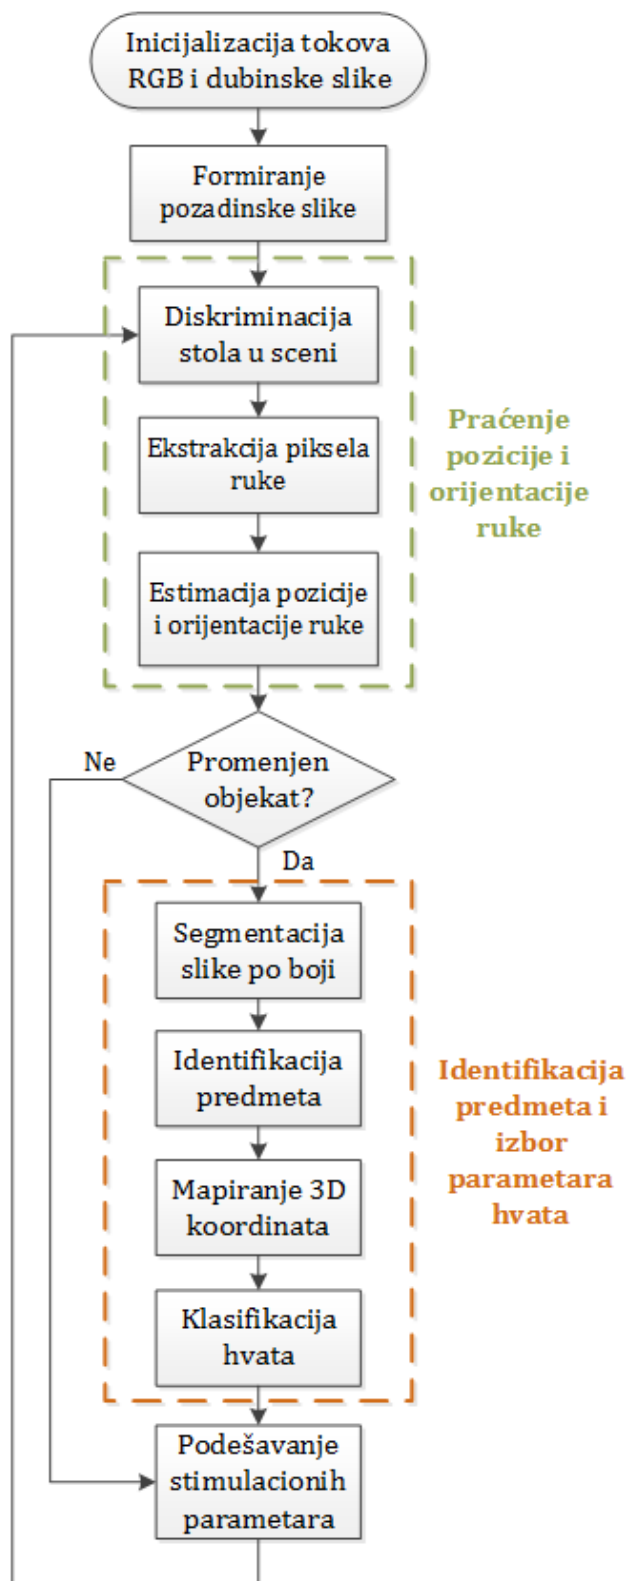 Inicijalizacija tokova
RGB i dubinske slike
Formiranje
pozadinske slike
Diskriminacija
stola u sceni
Ekstrakcija piksela
ruke
Estimacija pozicije
i orijentacije ruke
Praćenje
pozicije i
orijentacije
ruke
Promenjen
objekat?
Ne
Da
Segmentacija
slike po boji
Identifikacija
predmeta
Mapiranje 3D
koordinata
Klasifikacija
hvata
Identifikacija
predmeta i
izbor
parametara
hvata
Podešavanje
stimulacionih
parametara